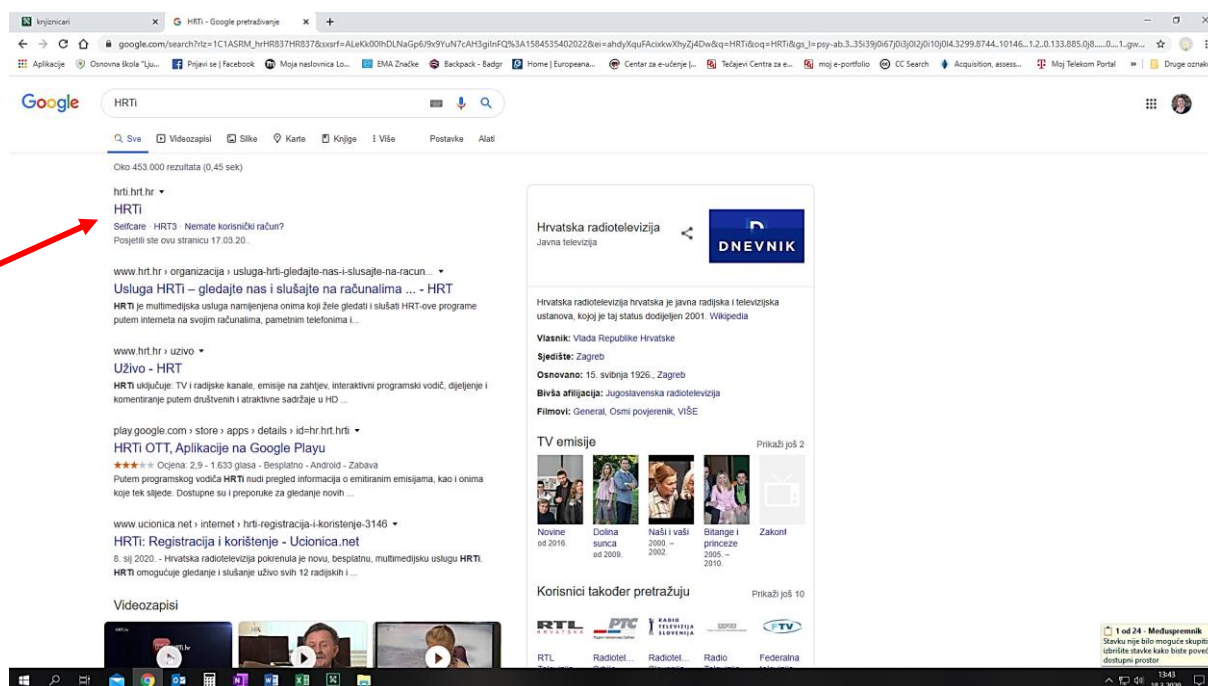 knjiznicari
HRTi - Google pretraživanje
google.com/search?rlz=1C1ASRM_hrHR837HR837&sxsrf=ALeKk00IhDLNaGp6J9x9YuN7cAH3gilnFQ%3A1584535402022&ei=ahdyXquFAcixkwXhyZj4Dw&q=HRTi&oq=HRTi&gs_l=psy-ab.3..35i39j0i67j0i3j0l2j0i10j0l4.3299.8744..10146...1.2..0.133.885.0j8......0....1..gw...
Aplikacije
Osnovna škola "Lju...
Prijavi se | Facebook
Moja naslovnica Lo...
EMA Značke
Backpack - Badgr
Home | Europeana...
Centar za e-učenje |...
Tečajevi Centra za e...
moj e-portfolio
CC Search
Acquisition, assess...
Moj Telekom Portal
Druge oznake
Google
HRTi
Sve Videozapisi Slike Karte Knjige Više Postavke Alati
Oko 453.000 rezultata (0,45 sek)
hrti.hrt.hr
HRTi
Selfcare · HRT3 · Nemate korisnički račun?
Posjetili ste ovu stranicu 17.03.20..
www.hrt.hr › organizacija › usluga-hrti-gledajte-nas-i-slusajte-na-racun...
Usluga HRTi – gledajte nas i slušajte na računalima ... - HRT
HRTi je multimedijska usluga namijenjena onima koji žele gledati i slušati HRT-ove programe
putem interneta na svojim računalima, pametnim telefonima i...
www.hrt.hr › uzivo
Uživo - HRT
HRTi uključuje: TV i radijske kanale, emisije na zahtjev, interaktivni programski vodič, dijeljenje i
komentiranje putem društvenih i atraktivne sadržaje u HD ...
play.google.com › store › apps › details › id=hr.hrt.hrti
HRTi OTT, Aplikacije na Google Playu
Ocjena: 2,9 - 1.633 glasa - Besplatno - Android - Zabava
Putem programskog vodiča HRTi nudi pregled informacija o emitiranim emisijama, kao i onima
koje tek slijede. Dostupne su i preporuke za gledanje novih ...
www.ucionica.net › internet › hrti-registracija-i-koristenje-3146
HRTi: Registracija i korištenje - Ucionica.net
8. sij 2020. - Hrvatska radiotelevizija pokrenula je novu, besplatnu, multimedijsku uslugu HRTi.
HRTi omogućuje gledanje i slušanje uživo svih 12 radijskih i ...
Videozapisi
Hrvatska radiotelevizija
Javna televizija
DNEVNIK
Hrvatska radiotelevizija hrvatska je javna radijska i televizijska
ustanova, kojoj je taj status dodijeljen 2001. Wikipedia
Vlasnik: Vlada Republike Hrvatske
Sjedište: Zagreb
Osnovano: 15. svibnja 1926., Zagreb
Bivša afilijacija: Jugoslavenska radiotelevizija
Filmovi: General, Osmi povjerenik, VIŠE
TV emisije
Prikaži još 2
Novine
od 2016.
Dolina
sunca
od 2009.
Naši i vaši
2000. –
2002.
Bitange i
princeze
2005. –
2010.
Zakon!
Korisnici također pretražuju
Prikaži još 10
RTL
HRVATSKA
PTC
RADIO
TELEVIZIJA
SLOVENIJA
FTV
RTL
Radiotel...
Radiotel...
Radio
Federalna
1 od 24 - Međuspremnik
Stavku nije bilo moguće skupiti
izbrišite stavke kako biste poveć
dostupni prostor
13:43
18.3.2020.